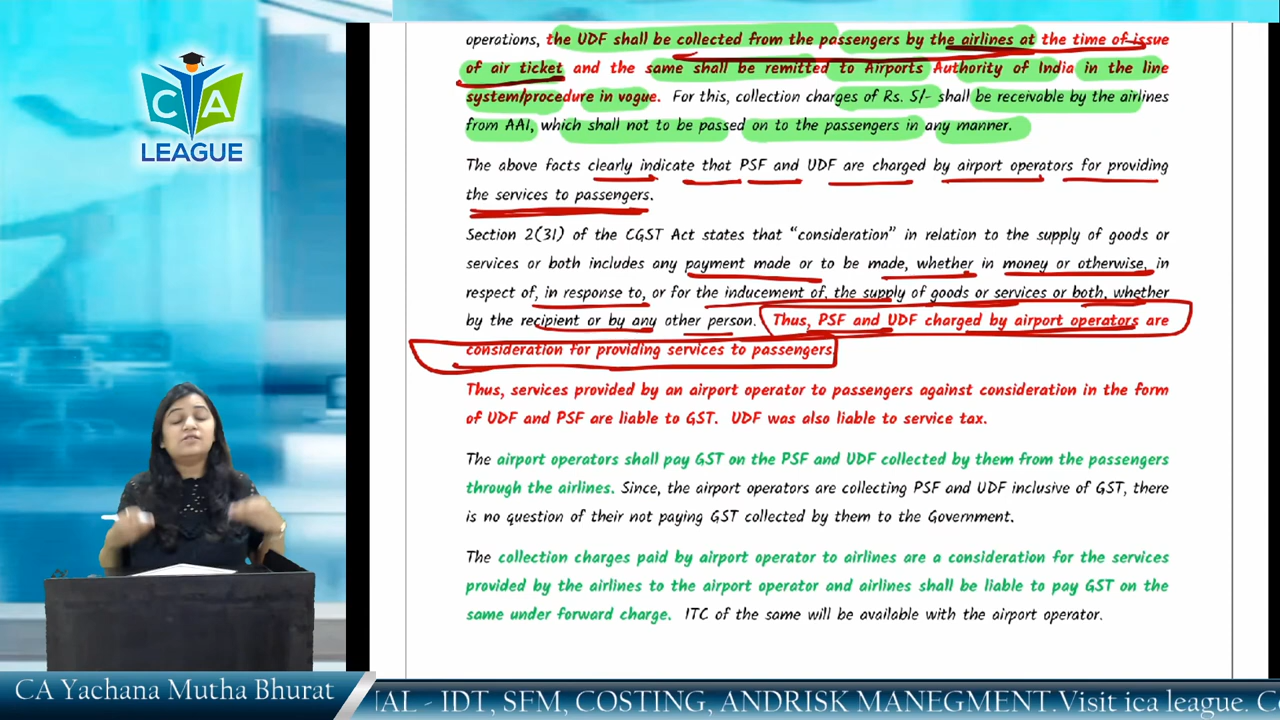 CA
LEAGUE
operations, the UDF shall be collected from the passengers by the airlines at the time of issue
of air ticket and the same shall be remitted to Airports Authority of India in the line
system/procedure in vogue. For this, collection charges of Rs. 5/- shall be receivable by the airlines
from AAI, which shall not to be passed on to the passengers in any manner.
The above facts clearly indicate that PSF and UDF are charged by airport operators for providing
the services to passengers.
Section 2(31) of the CGST Act states that “consideration” in relation to the supply of goods or
services or both includes any payment made or to be made, whether in money or otherwise, in
respect of, in response to, or for the inducement of, the supply of goods or services or both, whether
by the recipient or by any other person. Thus, PSF and UDF charged by airport operators are
consideration for providing services to passengers.
Thus, services provided by an airport operator to passengers against consideration in the form
of UDF and PSF are liable to GST. UDF was also liable to service tax.
The airport operators shall pay GST on the PSF and UDF collected by them from the passengers
through the airlines. Since, the airport operators are collecting PSF and UDF inclusive of GST, there
is no question of their not paying GST collected by them to the Government.
The collection charges paid by airport operator to airlines are a consideration for the services
provided by the airlines to the airport operator and airlines shall be liable to pay GST on the
same under forward charge. ITC of the same will be available with the airport operator.
CA Yachana Mutha Bhurat
AL - IDT, SFM, COSTING, ANDRISK MANEGMENT.Visit ica league. C